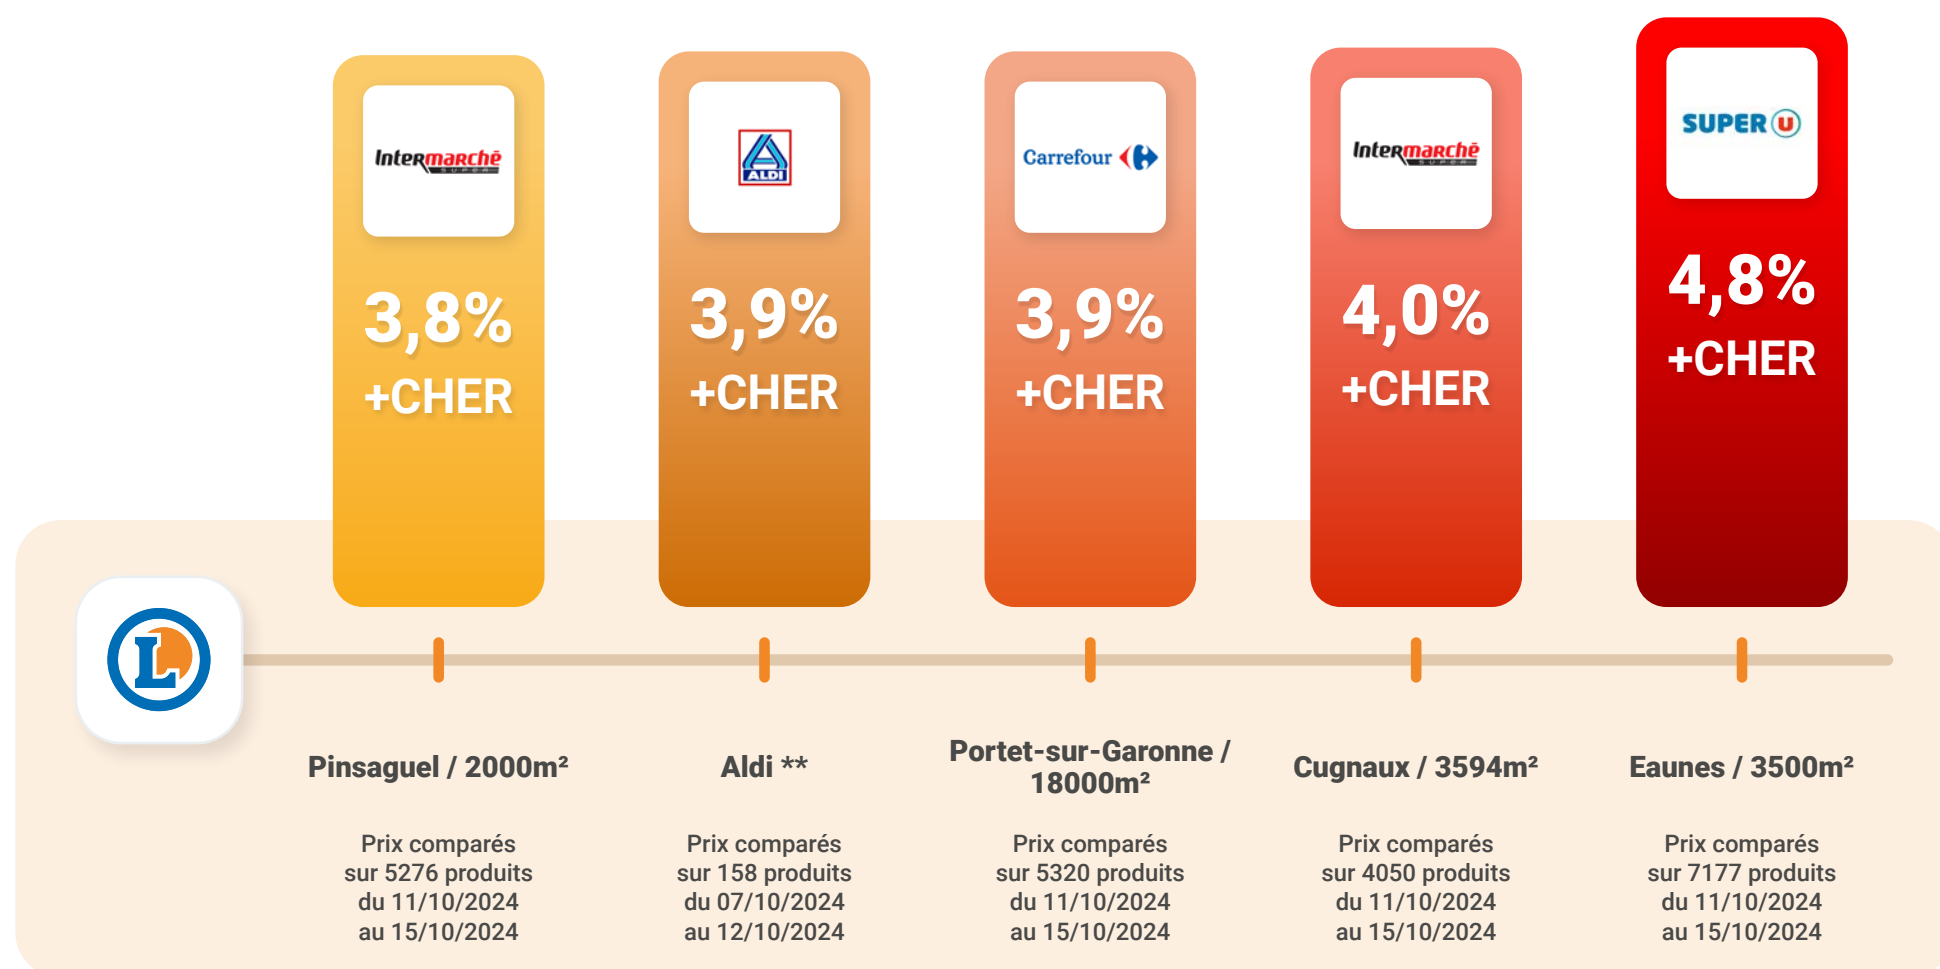 Intermarchē
SUPER
3,8%
+CHER
ALDI
3,9%
+CHER
Carrefour
3,9%
+CHER
Intermarchē
SUPER
4,0%
+CHER
SUPER U
4,8%
+CHER
L
Pinsaguel / 2000m²
Prix comparés
sur 5276 produits
du 11/10/2024
au 15/10/2024
Aldi **
Prix comparés
sur 158 produits
du 07/10/2024
au 12/10/2024
Portet-sur-Garonne /
18000m²
Prix comparés
sur 5320 produits
du 11/10/2024
au 15/10/2024
Cugnaux / 3594m²
Prix comparés
sur 4050 produits
du 11/10/2024
au 15/10/2024
Eaunes / 3500m²
Prix comparés
sur 7177 produits
du 11/10/2024
au 15/10/2024